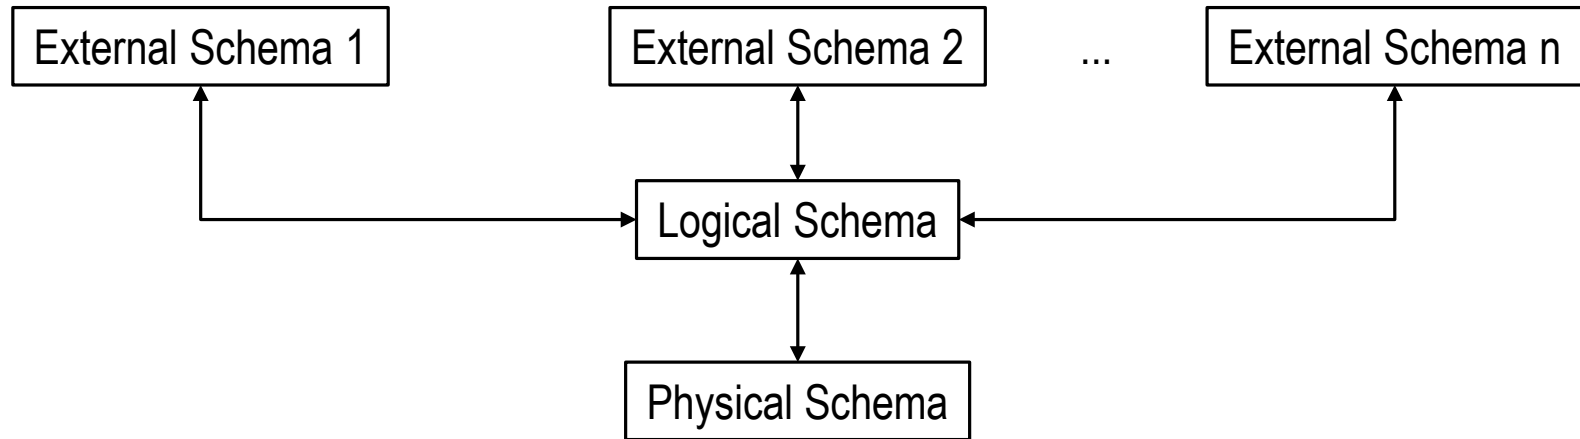 External Schema 1
External Schema 2
...
External Schema n
Logical Schema
Physical Schema